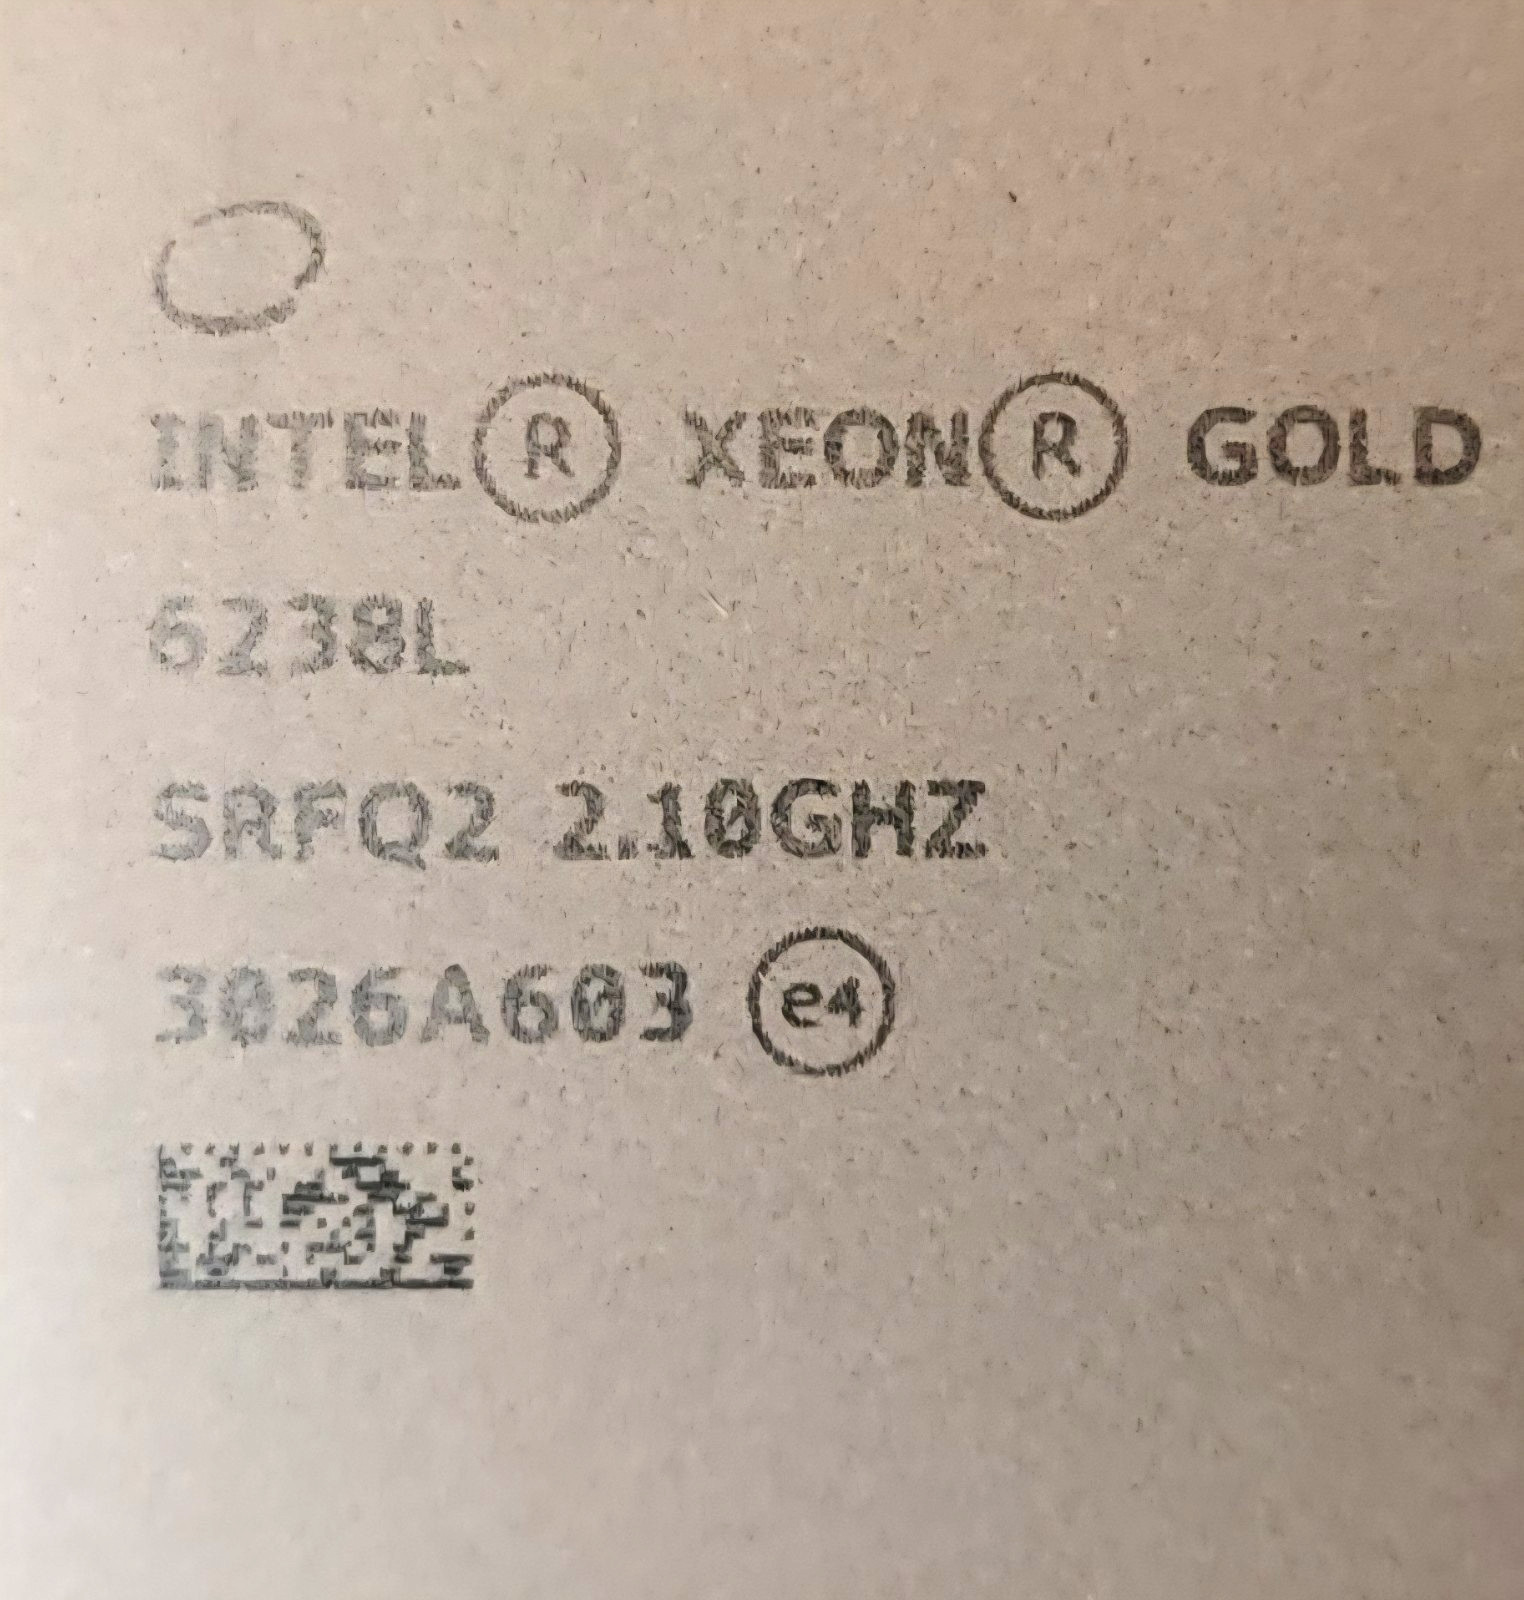 INTEL® XEON® GOLD
6238L
SRFQ2 2.10GHZ
3026A603 e4